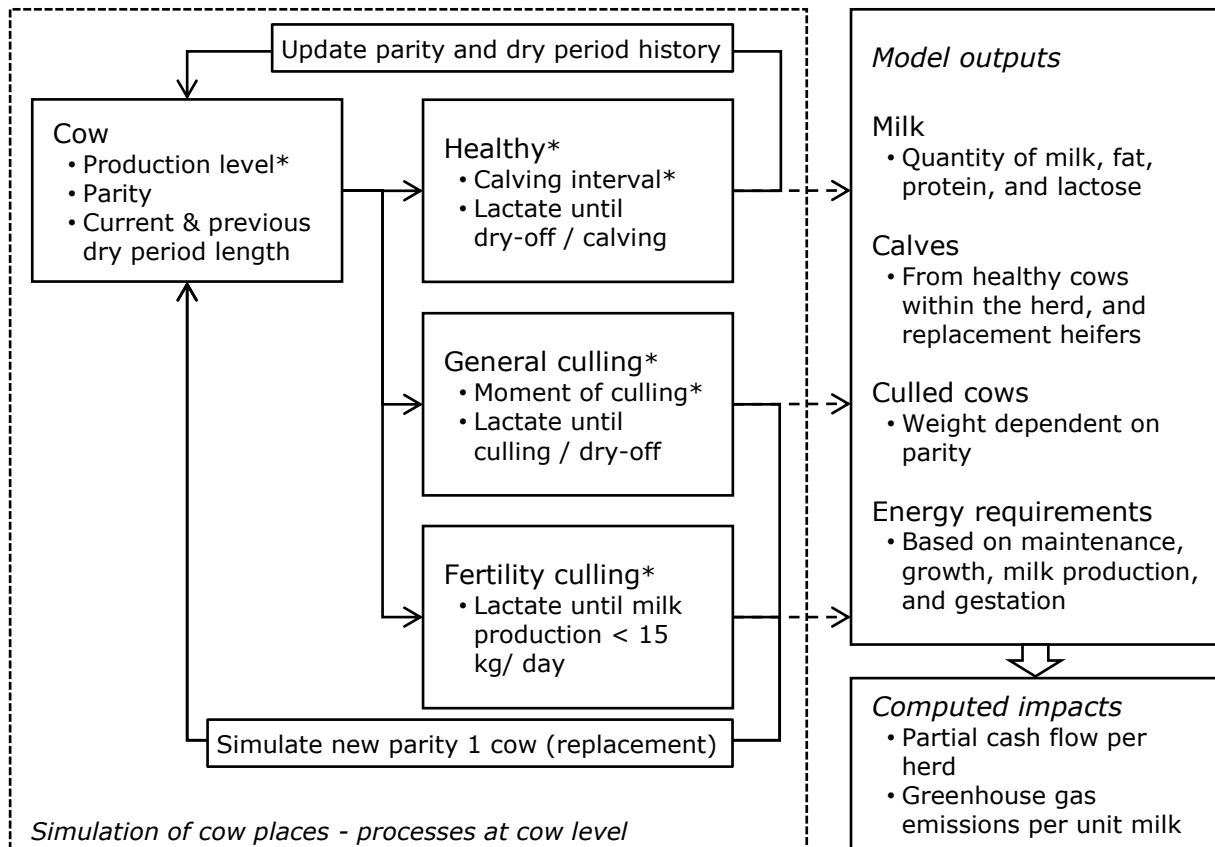 Update parity and dry period history
Cow
• Production level*
• Parity
• Current & previous
dry period length
Healthy*
• Calving interval*
• Lactate until
dry-off / calving
General culling*
• Moment of culling*
• Lactate until
culling / dry-off
Fertility culling*
• Lactate until milk
production < 15
kg/ day
Simulate new parity 1 cow (replacement)
Simulation of cow places - processes at cow level
Model outputs
Milk
• Quantity of milk, fat,
protein, and lactose
Calves
• From healthy cows
within the herd, and
replacement heifers
Culled cows
• Weight dependent on
parity
Energy requirements
• Based on maintenance,
growth, milk production,
and gestation
Computed impacts
• Partial cash flow per
herd
• Greenhouse gas
emissions per unit milk